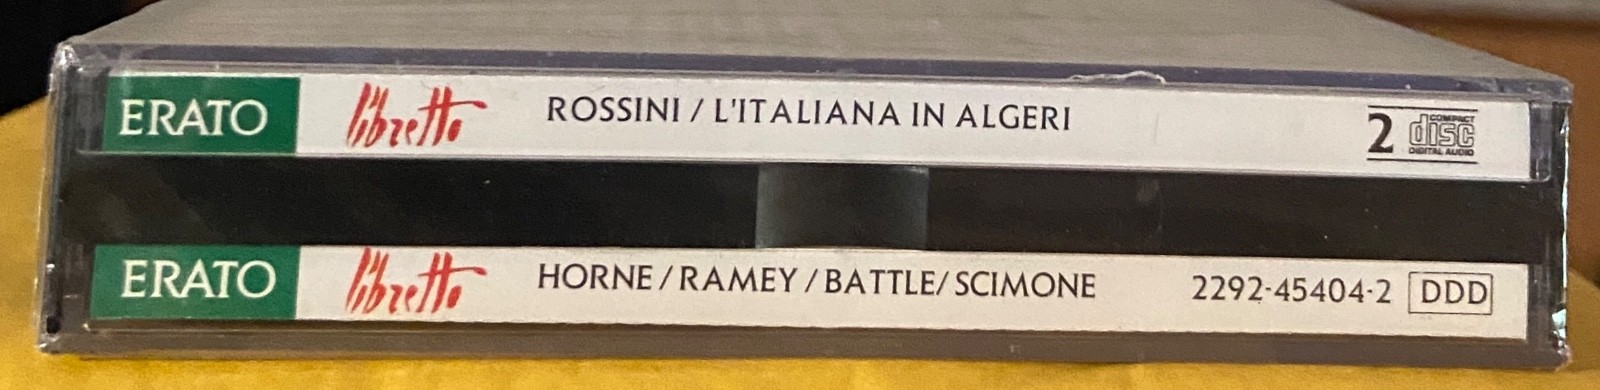 ERATO libretto ROSSINI / L'ITALIANA IN ALGERI 2 COMPACT disc DIGITAL AUDIO
ERATO libretto HORNE / RAMEY / BATTLE / SCIMONE 2292-45404-2 DDD